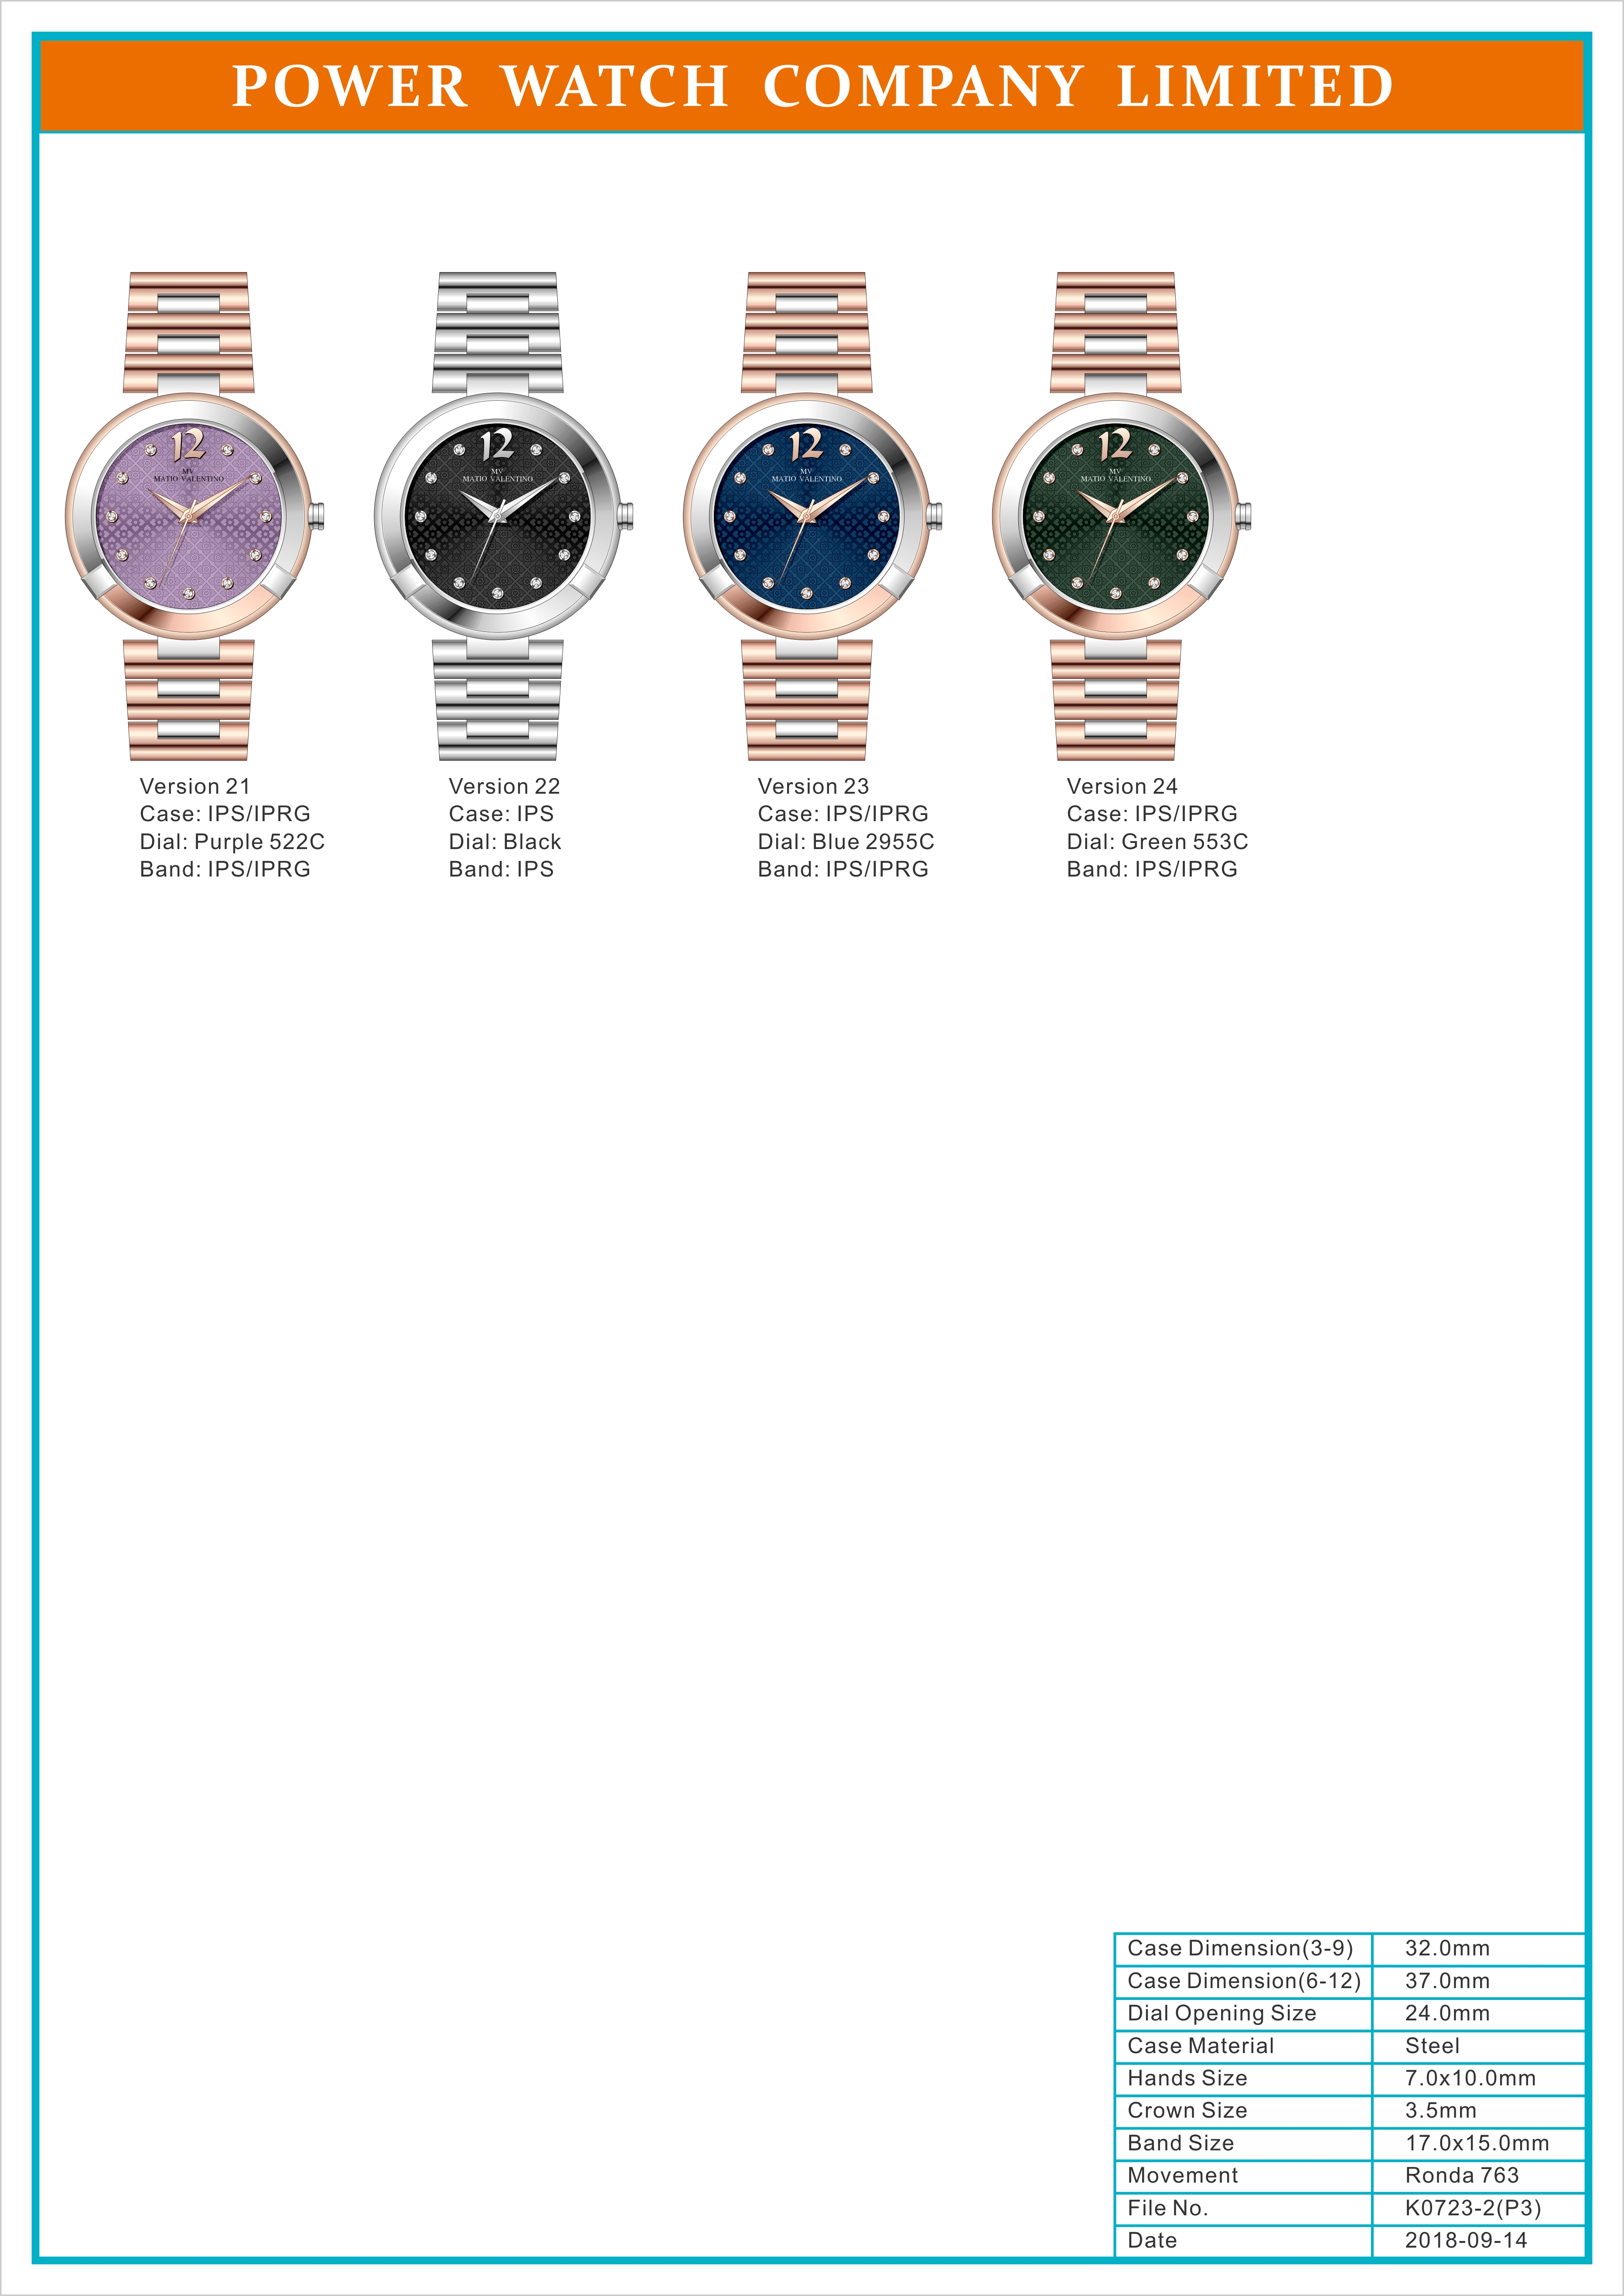 POWER WATCH COMPANY LIMITED
12
MV
MATIO VALENTINO
12
MV
MATIO VALENTINO
12
MV
MATIO VALENTINO
12
MV
MATIO VALENTINO
Version 21
Case: IPS/IPRG
Dial: Purple 522C
Band: IPS/IPRG
Version 22
Case: IPS
Dial: Black
Band: IPS
Version 23
Case: IPS/IPRG
Dial: Blue 2955C
Band: IPS/IPRG
Version 24
Case: IPS/IPRG
Dial: Green 553C
Band: IPS/IPRG
Case Dimension(3-9) 32.0mm
Case Dimension(6-12) 37.0mm
Dial Opening Size 24.0mm
Case Material Steel
Hands Size 7.0x10.0mm
Crown Size 3.5mm
Band Size 17.0x15.0mm
Movement Ronda 763
File No. K0723-2(P3)
Date 2018-09-14